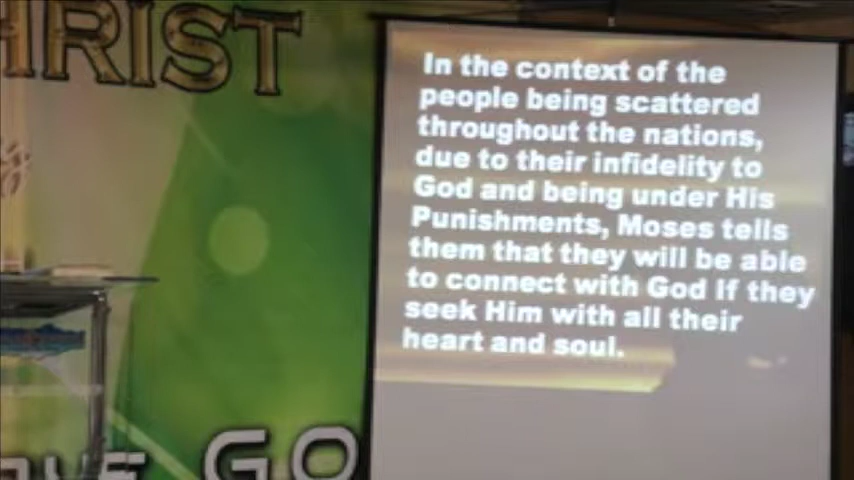 HRIST
In the context of the
people being scattered
throughout the nations,
due to their infidelity to
God and being under His
Punishments, Moses tells
them that they will be able
to connect with God If they
seek Him with all their
heart and soul.
GO